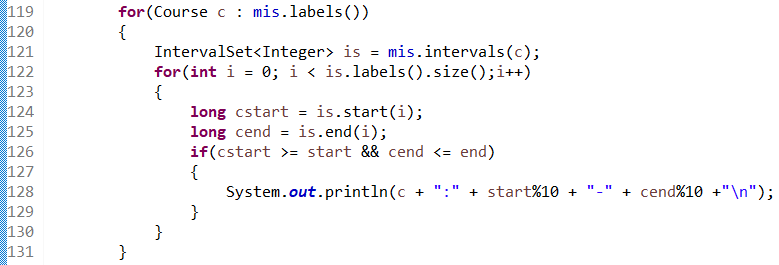 119 for(Course c : mis.labels())
120 {
121 IntervalSet<Integer> is = mis.intervals(c);
122 for(int i = 0; i < is.labels().size();i++)
123 {
124 long cstart = is.start(i);
125 long cend = is.end(i);
126 if(cstart >= start && cend <= end)
127 {
128 System.out.println(c + ":" + start%10 + "-" + cend%10 +"\n");
129 }
130 }
131 }